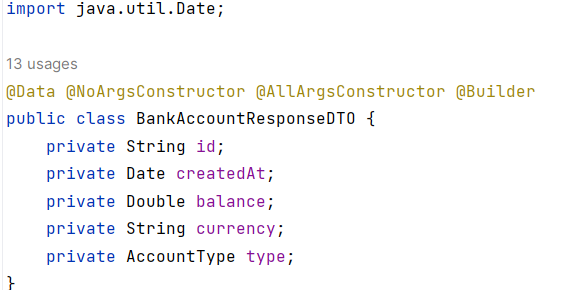 import java.util.Date;
13 usages
@Data @NoArgsConstructor @AllArgsConstructor @Builder
public class BankAccountResponseDTO {
    private String id;
    private Date createdAt;
    private Double balance;
    private String currency;
    private AccountType type;
}